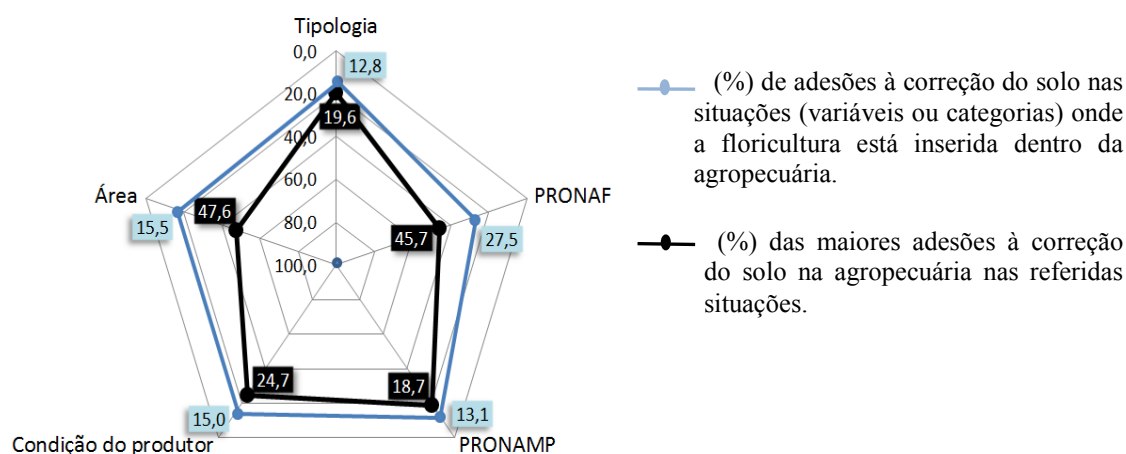 Tipologia
0,0
12,8
20,0
19,6
40,0
60,0
80,0
100,0
Área
15,5
47,6
PRONAF
27,5
45,7
24,7
18,7
15,0
13,1
Condição do produtor
PRONAMP
(%) de adesões à correção do solo nas
situações (variáveis ou categorias) onde
a floricultura está inserida dentro da
agropecuária.
(%) das maiores adesões à correção
do solo na agropecuária nas referidas
situações.